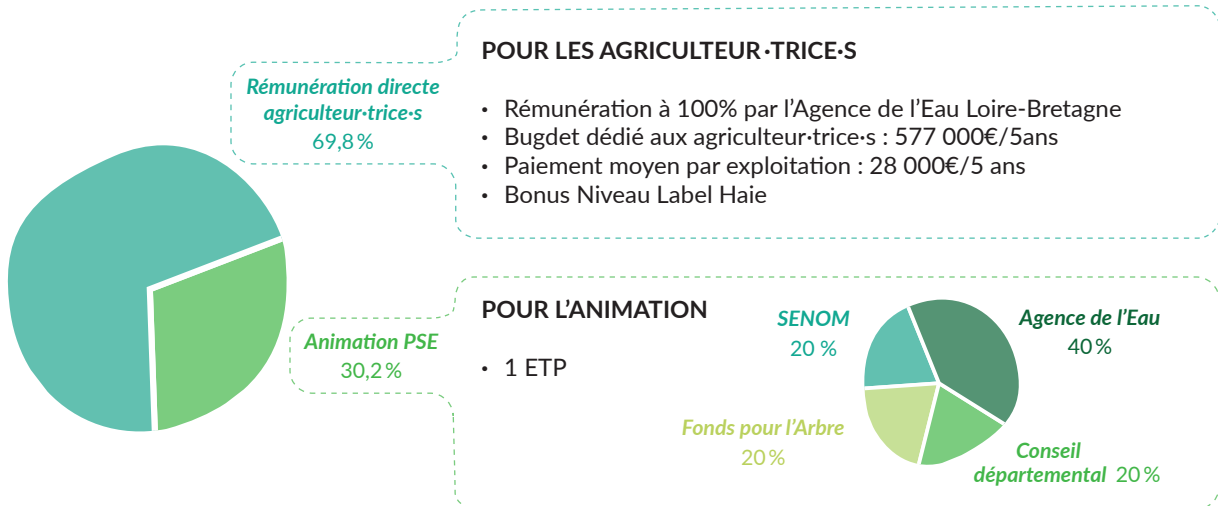 Rémunération directe
agriculteur·trice·s
69,8 %
POUR LES AGRICULTEUR·TRICE·S
• Rémunération à 100% par l'Agence de l'Eau Loire-Bretagne
• Bugdet dédié aux agriculteur·trice·s : 577 000€/5ans
• Paiement moyen par exploitation : 28 000€/5 ans
• Bonus Niveau Label Haie
Animation PSE
30,2 %
POUR L'ANIMATION
• 1 ETP
SENOM
20 %
Agence de l'Eau
40 %
Fonds pour l'Arbre
20 %
Conseil
départemental 20 %